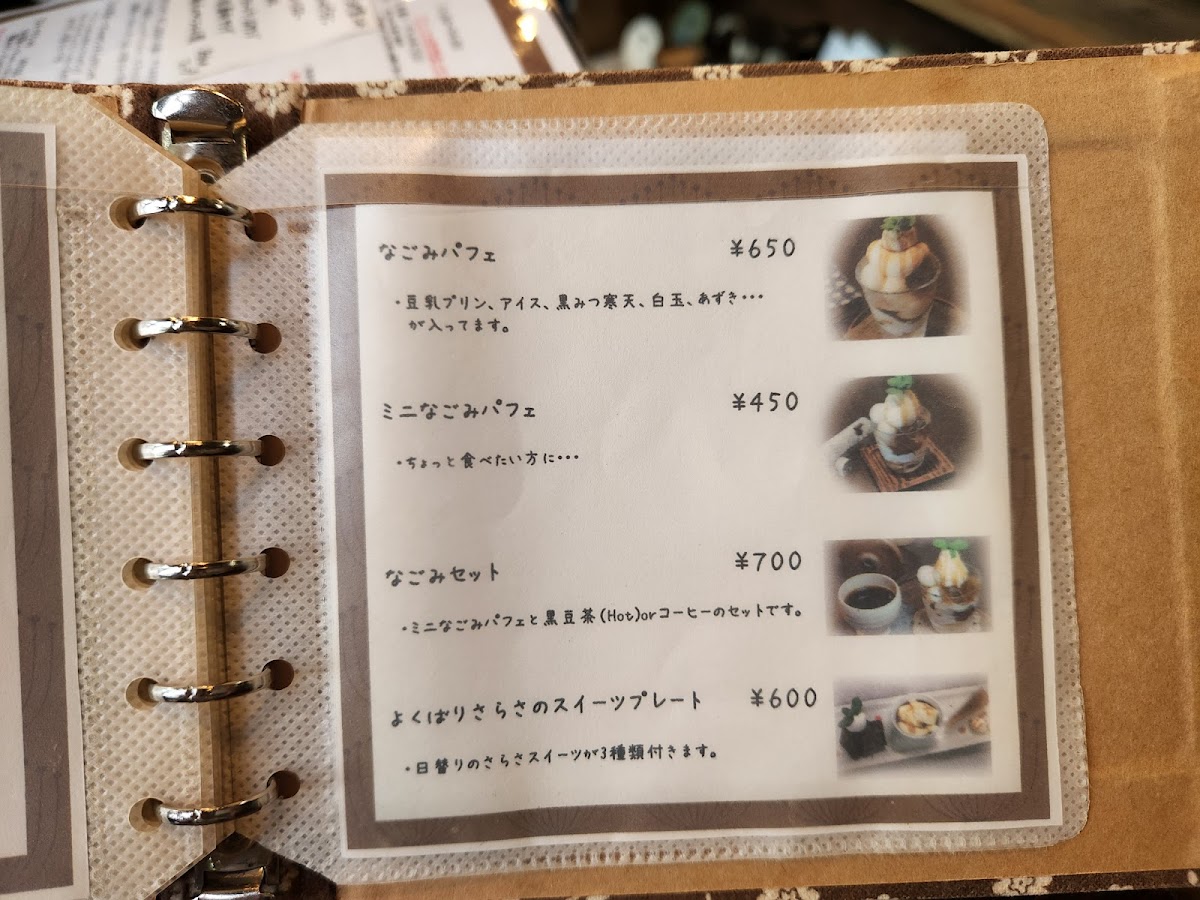 なごみパフェ ¥650
・豆乳プリン、アイス、黒みつ寒天、白玉、あずき・・・
が入ってます。
ミニなごみパフェ ¥450
・ちょっと食べたい方に・・・
なごみセット ¥700
・ミニなごみパフェと黒豆茶(Hot)orコーヒーのセットです。
よくばりさらさのスイーツプレート ¥600
・日替りのさらさスイーツが3種類付きます。